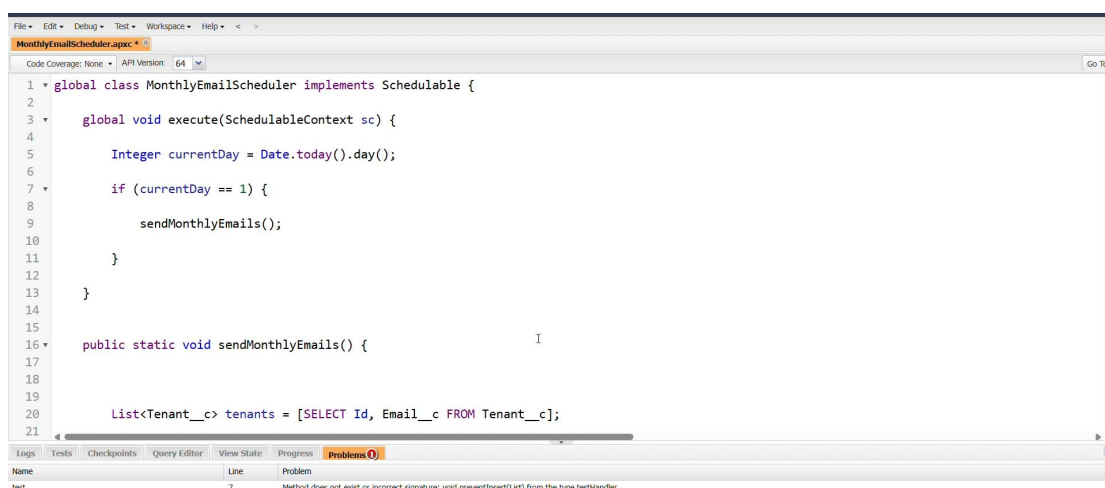 File Edit Debug Test Workspace Help < >
MonthlyEmailScheduler.apxc *
Code Coverage: None API Version: 64 Go To
1 global class MonthlyEmailScheduler implements Schedulable {
2
3 global void execute(SchedulableContext sc) {
4
5 Integer currentDay = Date.today().day();
6
7 if (currentDay == 1) {
8
9 sendMonthlyEmails();
10
11 }
12
13 }
14
15
16 public static void sendMonthlyEmails() {
17
18
19
20 List<Tenant__c> tenants = [SELECT Id, Email__c FROM Tenant__c];
21
Logs Tests Checkpoints Query Editor View State Progress Problems 1
Name Line Problem
test 7 Method does not exist or incorrect signature: void preventInsert(List) from the type testHandler